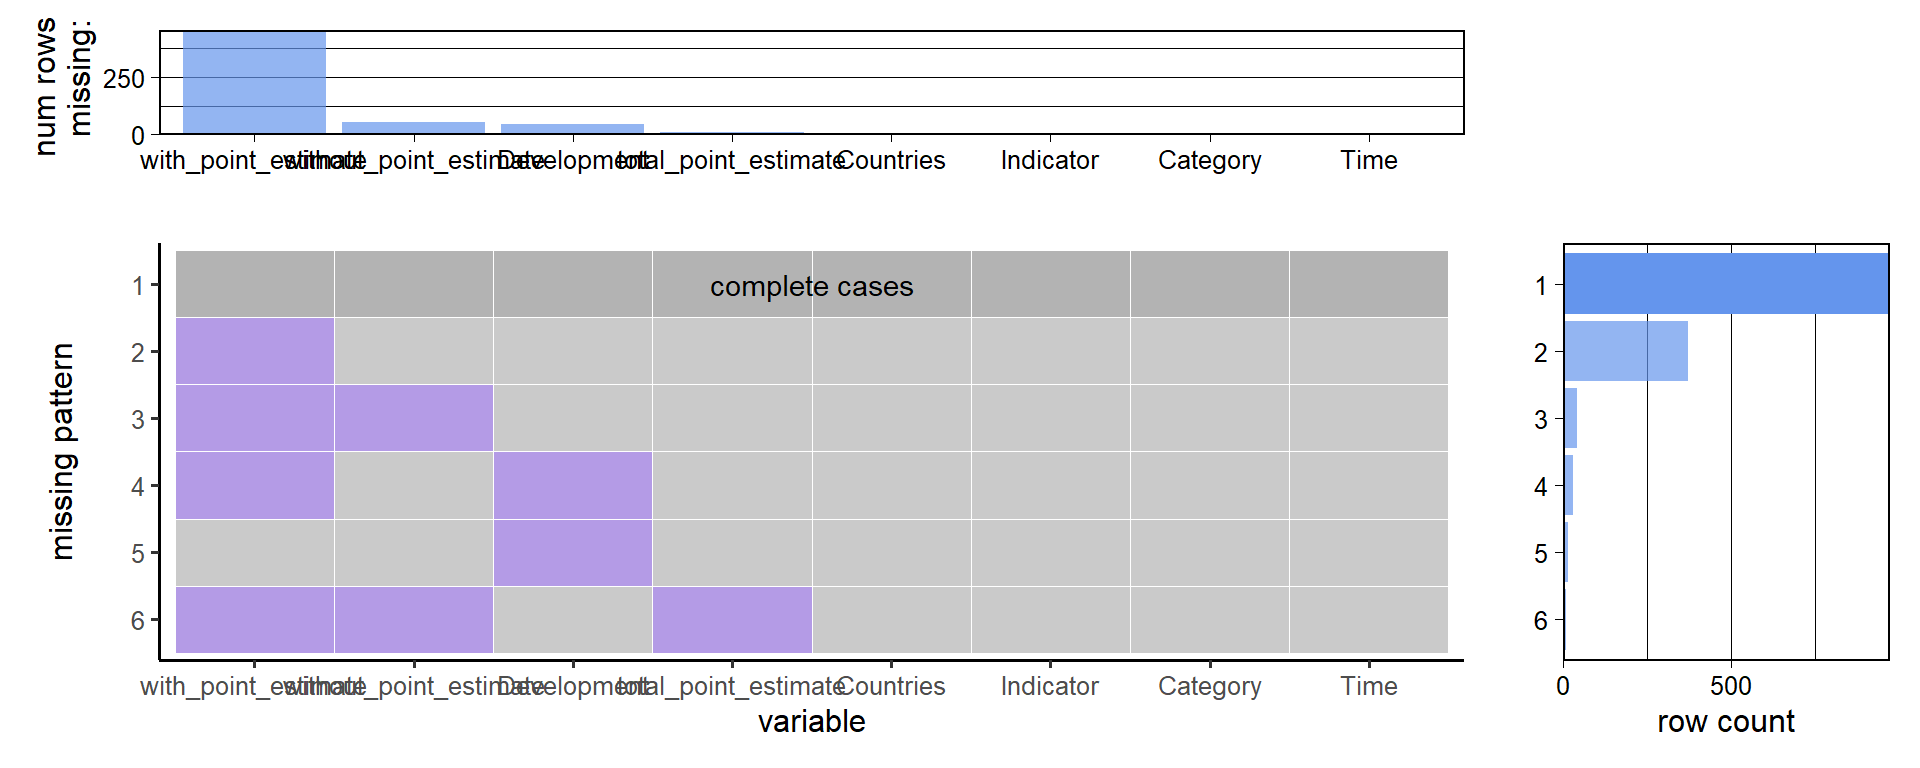 num rows
missing:
250
0
with_point_estimate without_point_estimate Development total_point_estimate Countries Indicator Category Time
missing pattern
1
2
3
4
5
6
complete cases
with_point_estimate without_point_estimate Development total_point_estimate Countries Indicator Category Time
variable
1
2
3
4
5
6
0 500
row count